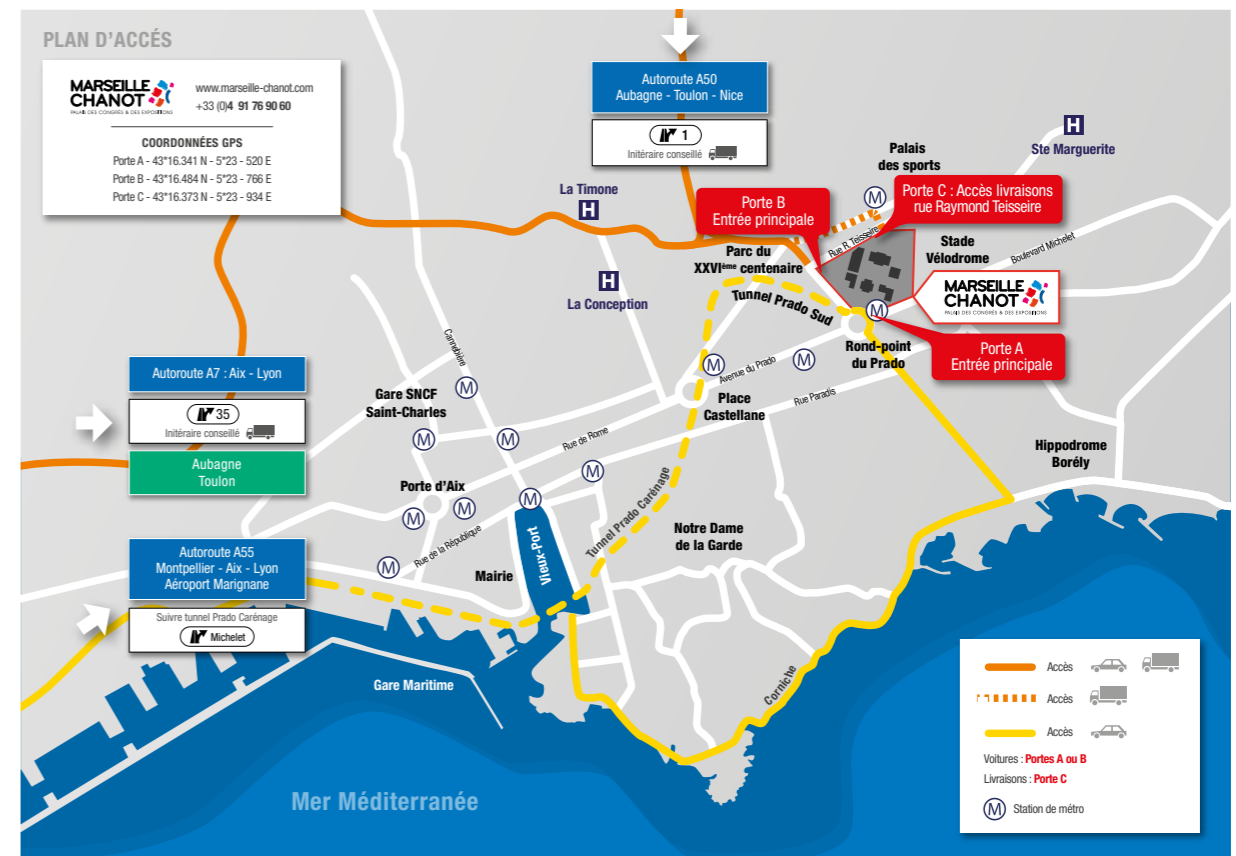 PLAN D'ACCÉS
MARSEILLE
CHANOT
PALAIS DES CONGRÈS & DES EXPOSITIONS
www.marseille-chanot.com
+33 (0)4 91 76 90 60
COORDONNÉES GPS
Porte A - 43°16.341 N - 5°23 - 520 E
Porte B - 43°16.484 N - 5°23 - 766 E
Porte C - 43°16.373 N - 5°23 - 934 E
Autoroute A50
Aubagne - Toulon - Nice
1
Initéraire conseillé
H
Ste Marguerite
Palais
des sports
M
La Timone
H
Porte B
Entrée principale
Porte C : Accès livraisons
rue Raymond Teisseire
Rue R. Teisseire
Stade
Vélodrome
Boulevard Michelet
Parc du
XXVIème centenaire
H
La Conception
Tunnel Prado Sud
MARSEILLE
CHANOT
PALAIS DES CONGRÈS & DES EXPOSITIONS
M
Rond-point
du Prado
Porte A
Entrée principale
Cannebière
Autoroute A7 : Aix - Lyon
35
Initéraire conseillé
Aubagne
Toulon
Gare SNCF
Saint-Charles
M
M
M
M
Avenue du Prado
M
Place
Castellane
Rue Paradis
Rue de Rome
M
Hippodrome
Borély
Porte d'Aix
M
M
M
M
Rue de la République
Vieux-Port
Tunnel Prado Carénage
Notre Dame
de la Garde
Mairie
Autoroute A55
Montpellier - Aix - Lyon
Aéroport Marignane
Suivre tunnel Prado Carénage
Michelet
Gare Maritime
Corniche
Mer Méditerranée
Accès
Accès
Accès
Voitures : Portes A ou B
Livraisons : Porte C
M Station de métro